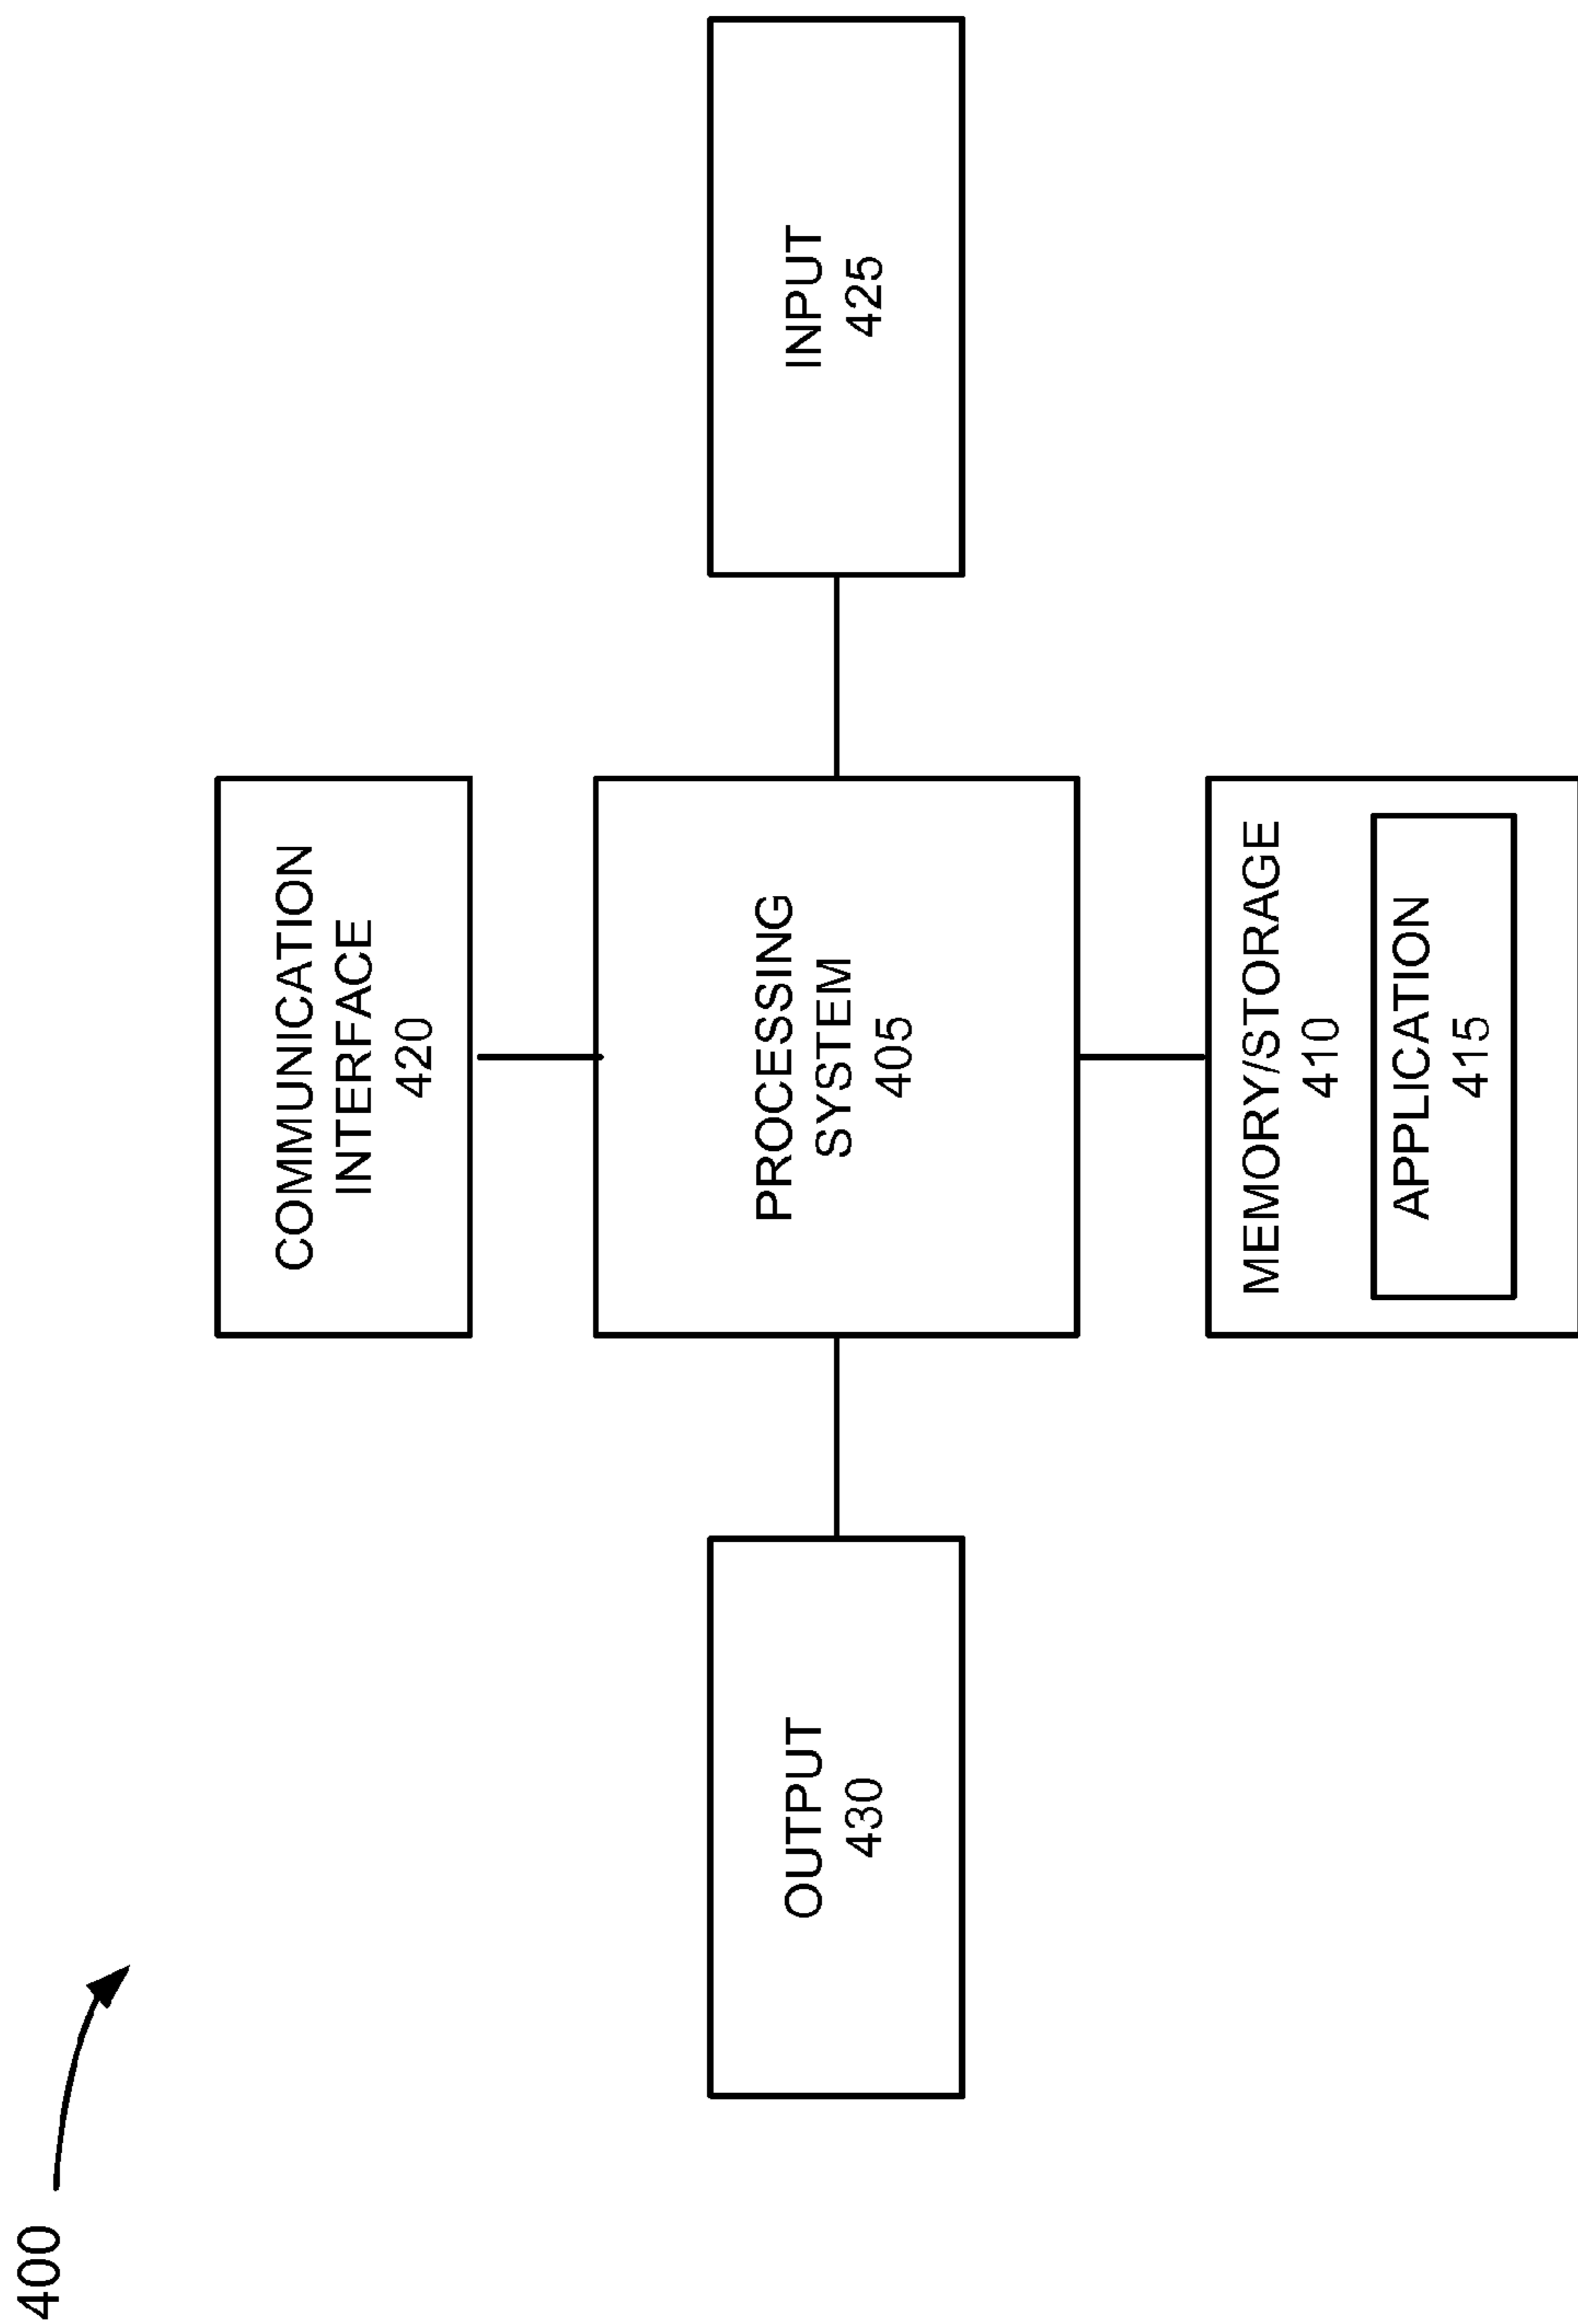 400
COMMUNICATION
INTERFACE
420
OUTPUT
430
PROCESSING
SYSTEM
405
INPUT
425
MEMORY/STORAGE
410
APPLICATION
415